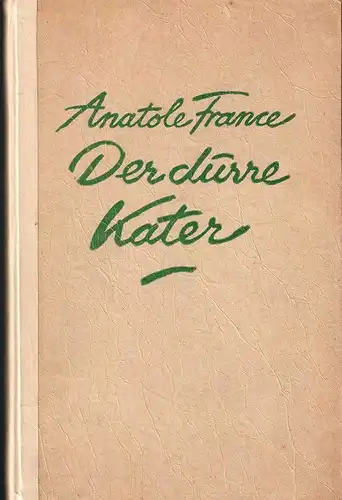 Anatole France
Der dürre
Kater